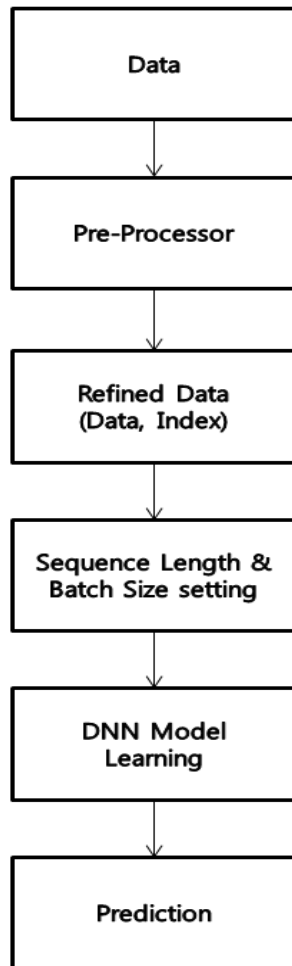 Data
Pre-Processor
Refined Data
(Data, Index)
Sequence Length &
Batch Size setting
DNN Model
Learning
Prediction